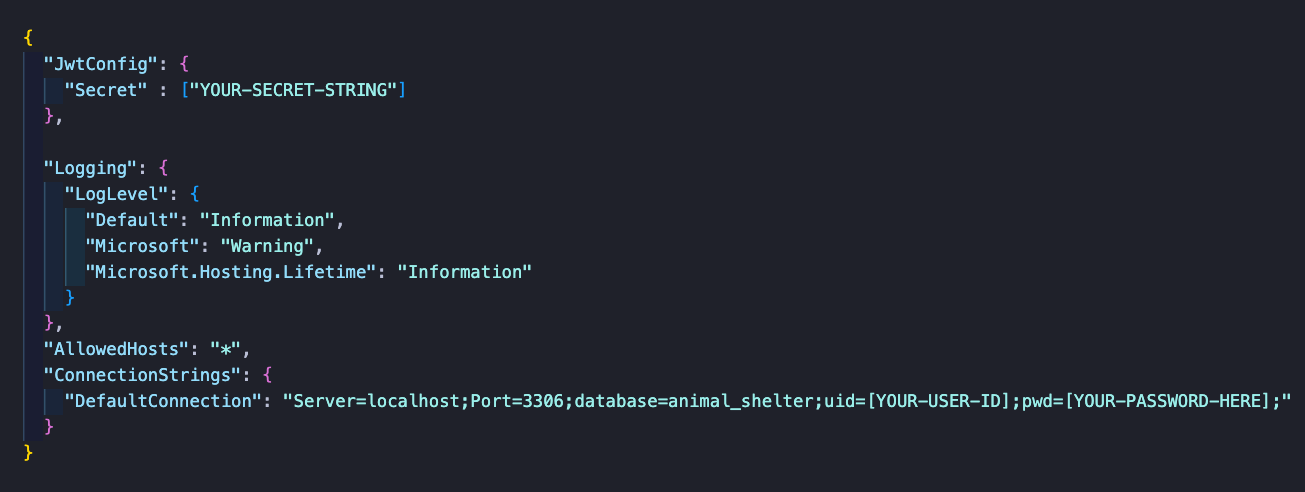 {
  "JwtConfig": {
    "Secret" : ["YOUR-SECRET-STRING"]
  },
  "Logging": {
    "LogLevel": {
      "Default": "Information",
      "Microsoft": "Warning",
      "Microsoft.Hosting.Lifetime": "Information"
    }
  },
  "AllowedHosts": "*",
  "ConnectionStrings": {
    "DefaultConnection": "Server=localhost;Port=3306;database=animal_shelter;uid=[YOUR-USER-ID];pwd=[YOUR-PASSWORD-HERE];"
  }
}